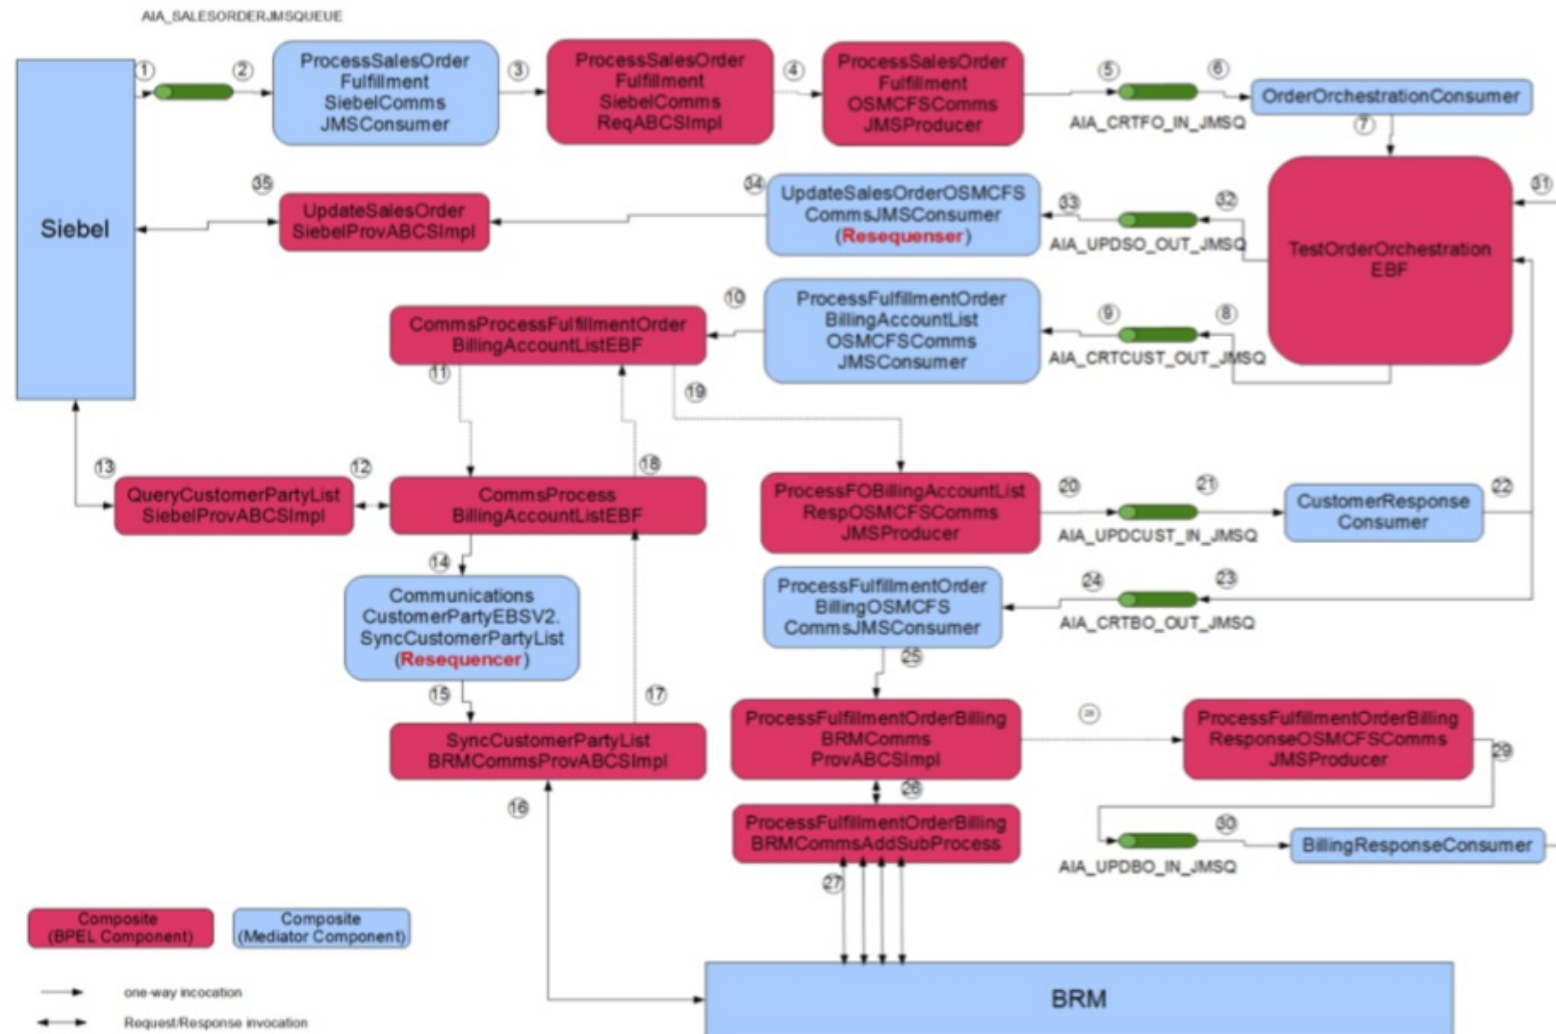 AIA_SALESORDERJMSQUEUE
1
2
ProcessSalesOrder
Fulfillment
SiebelComms
JMSConsumer
3
ProcessSalesOrder
Fulfillment
SiebelComms
ReqABCSImpl
4
ProcessSalesOrder
Fulfillment
OSMCFSComms
JMSProducer
5
6
AIA_CRTFO_IN_JMSQ
OrderOrchestrationConsumer
7
Siebel
35
UpdateSalesOrder
SiebelProvABCSImpl
34
UpdateSalesOrderOSMCFS
CommsJMSConsumer
(Resequenser)
33
32
AIA_UPDSO_OUT_JMSQ
TestOrderOrchestration
EBF
31
CommsProcessFulfillmentOrder
BillingAccountListEBF
10
ProcessFulfillmentOrder
BillingAccountList
OSMCFSComms
JMSConsumer
9
8
AIA_CRTCUST_OUT_JMSQ
11
19
13
QueryCustomerPartyList
SiebelProvABCSImpl
12
18
CommsProcess
BillingAccountListEBF
ProcessFOBillingAccountList
RespOSMCFSComms
JMSProducer
20
21
AIA_UPDCUST_IN_JMSQ
CustomerResponse
Consumer
22
14
Communications
CustomerPartyEBSV2.
SyncCustomerPartyList
(Resequencer)
ProcessFulfillmentOrder
BillingOSMCFS
CommsJMSConsumer
24
23
AIA_CRTBO_OUT_JMSQ
25
15
17
SyncCustomerPartyList
BRMCommsProvABCSImpl
ProcessFulfillmentOrderBilling
BRMComms
ProvABCSImpl
28
ProcessFulfillmentOrderBilling
ResponseOSMCFSComms
JMSProducer
29
16
26
ProcessFulfillmentOrderBilling
BRMCommsAddSubProcess
30
AIA_UPDBO_IN_JMSQ
BillingResponseConsumer
27
Composite
(BPEL Component)
Composite
(Mediator Component)
one-way incocation
Request/Response invocation
BRM